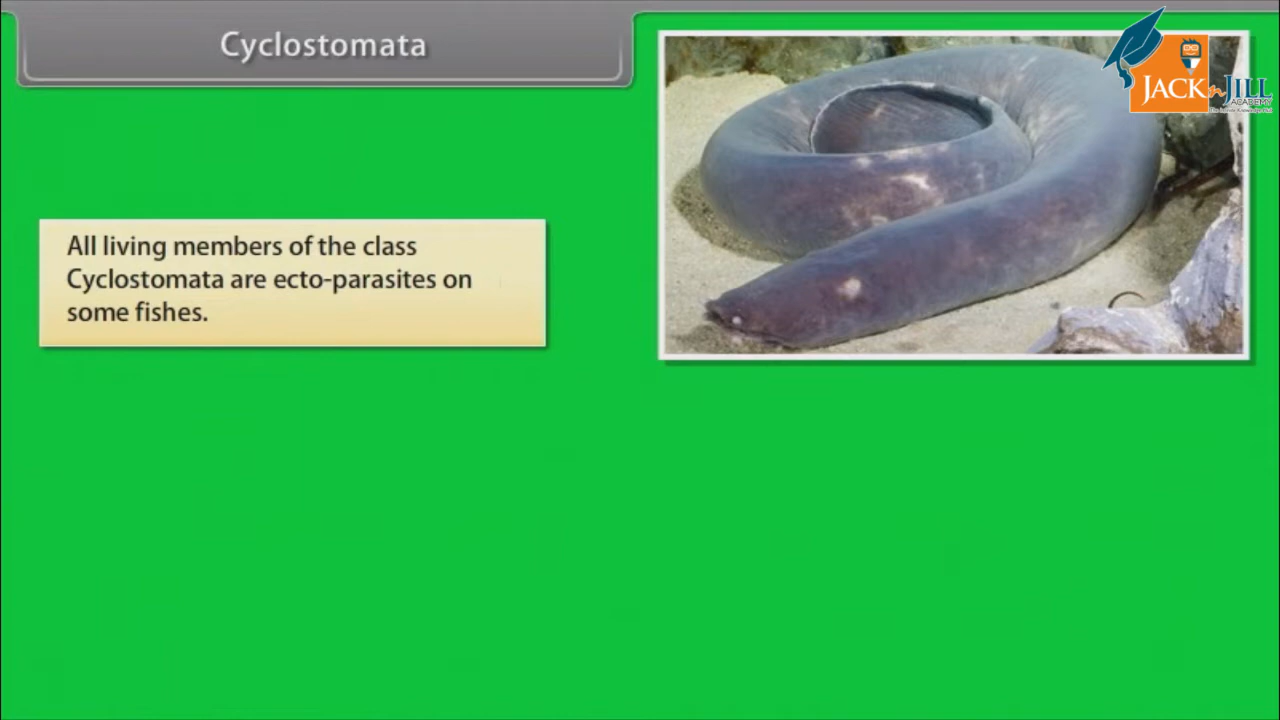 Cyclostomata
JACK n JILL
ACADEMY
All living members of the class
Cyclostomata are ecto-parasites on
some fishes.